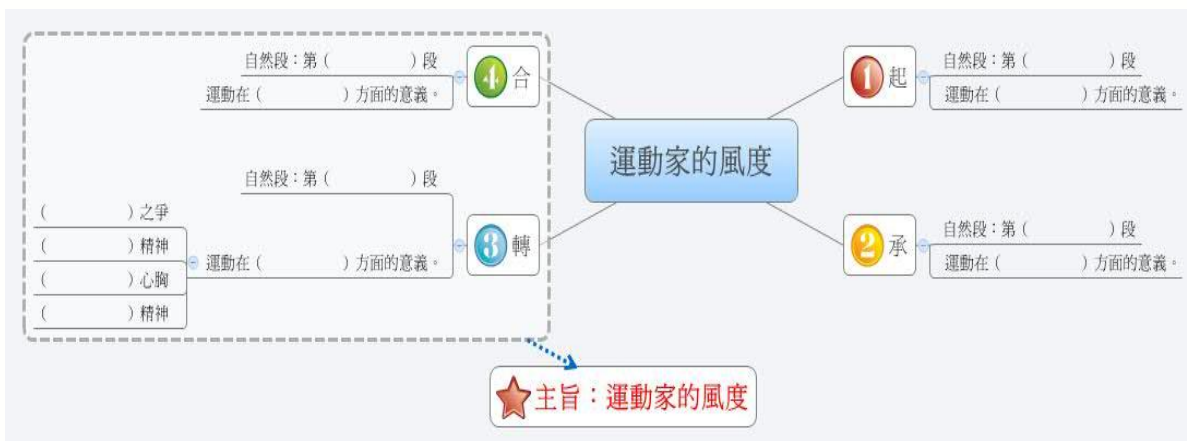 運動家的風度
1 起
自然段：第（　　　）段
運動在（　　　）方面的意義。
2 承
自然段：第（　　　）段
運動在（　　　）方面的意義。
3 轉
自然段：第（　　　）段
運動在（　　　）方面的意義。
（　　　）之爭
（　　　）精神
（　　　）心胸
（　　　）精神
4 合
自然段：第（　　　）段
運動在（　　　）方面的意義。
主旨：運動家的風度